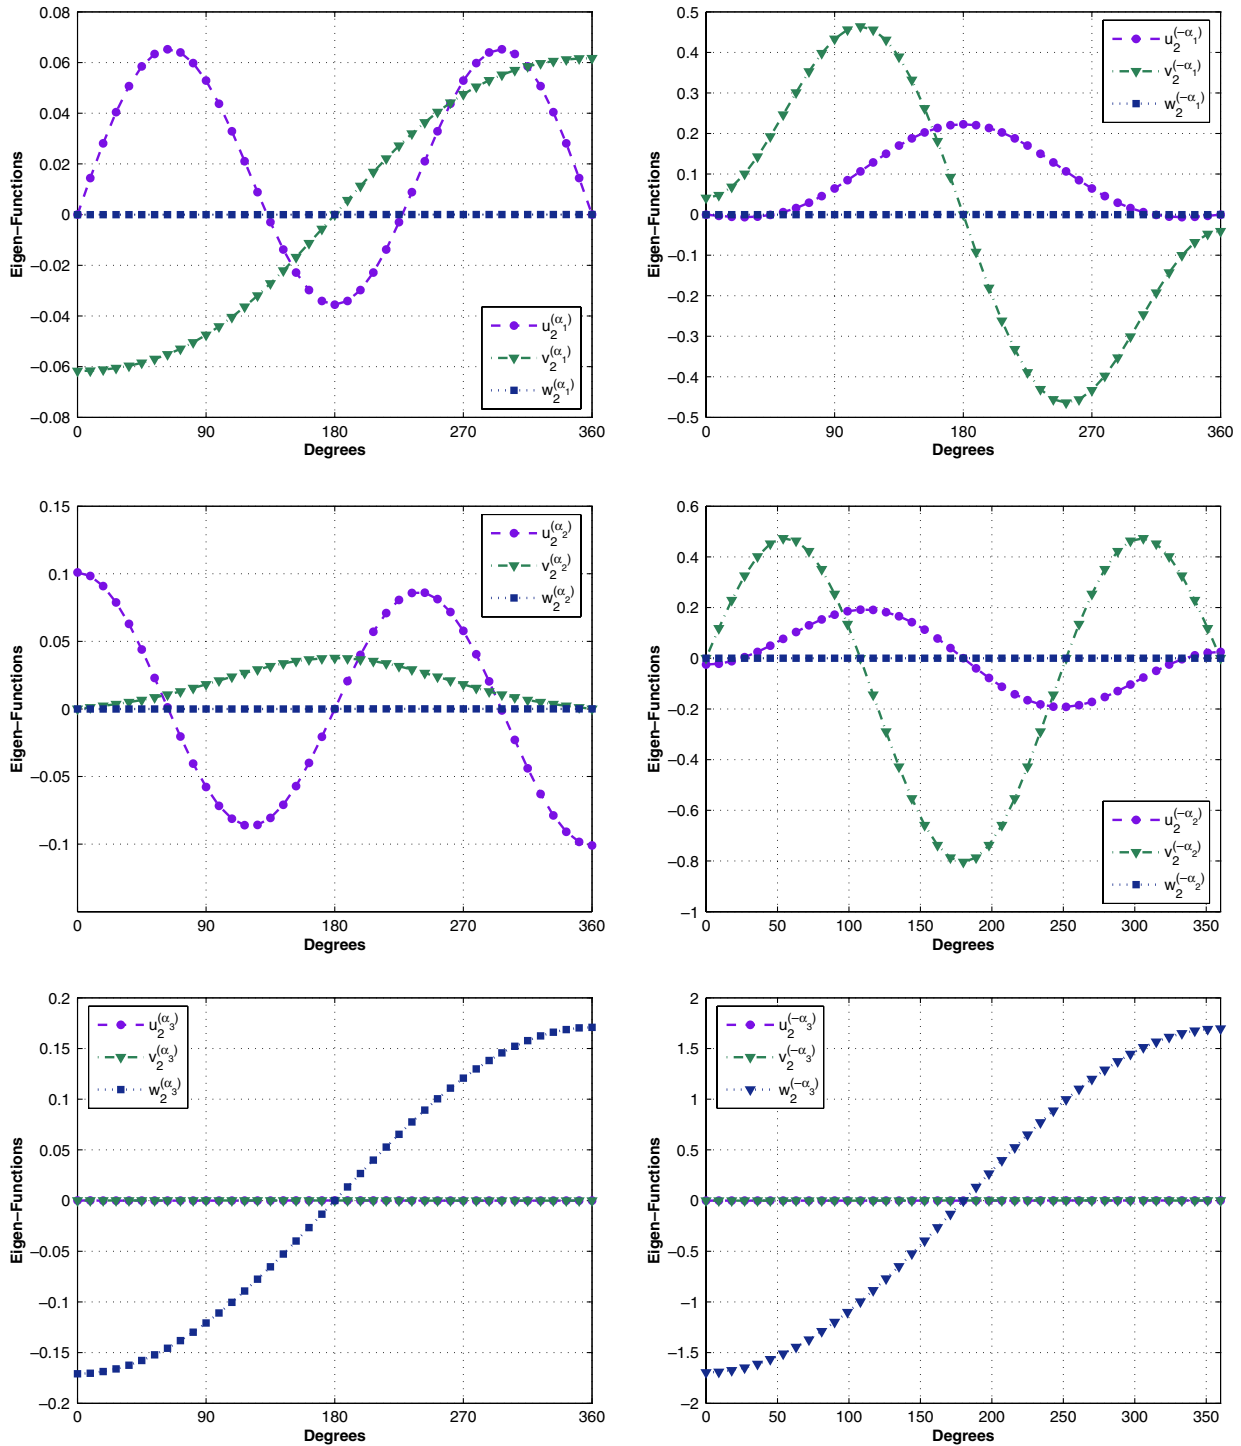 0.08
0.06
0.04
0.02
0
−0.02
−0.04
−0.06
−0.08
Eigen−Functions
0 90 180 270 360
Degrees
u2(α1)
v2(α1)
w2(α1)
0.5
0.4
0.3
0.2
0.1
0
−0.1
−0.2
−0.3
−0.4
−0.5
Eigen−Functions
0 90 180 270 360
Degrees
u2(−α1)
v2(−α1)
w2(−α1)
0.15
0.1
0.05
0
−0.05
−0.1
Eigen−Functions
0 90 180 270 360
Degrees
u2(α2)
v2(α2)
w2(α2)
0.6
0.4
0.2
0
−0.2
−0.4
−0.6
−0.8
−1
Eigen−Functions
0 50 100 150 200 250 300 350
Degrees
u2(−α2)
v2(−α2)
w2(−α2)
0.2
0.15
0.1
0.05
0
−0.05
−0.1
−0.15
−0.2
Eigen−Functions
0 90 180 270 360
Degrees
u2(α3)
v2(α3)
w2(α3)
2
1.5
1
0.5
0
−0.5
−1
−1.5
−2
Eigen−Functions
0 50 100 150 200 250 300 350
Degrees
u2(−α3)
v2(−α3)
w2(−α3)